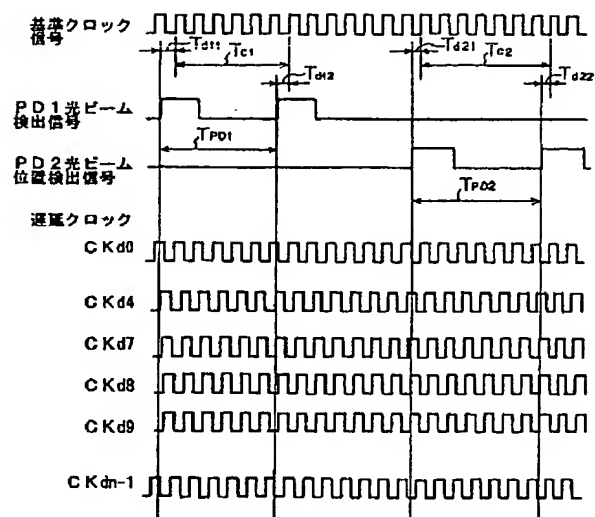 基準クロック
信号
Td11
Tc1
Td12
Td21
Tc2
Td22
PD1光ビーム
検出信号
TPD1
PD2光ビーム
位置検出信号
TPD2
遅延クロック
CKd0
CKd4
CKd7
CKd8
CKd9
CKdn-1